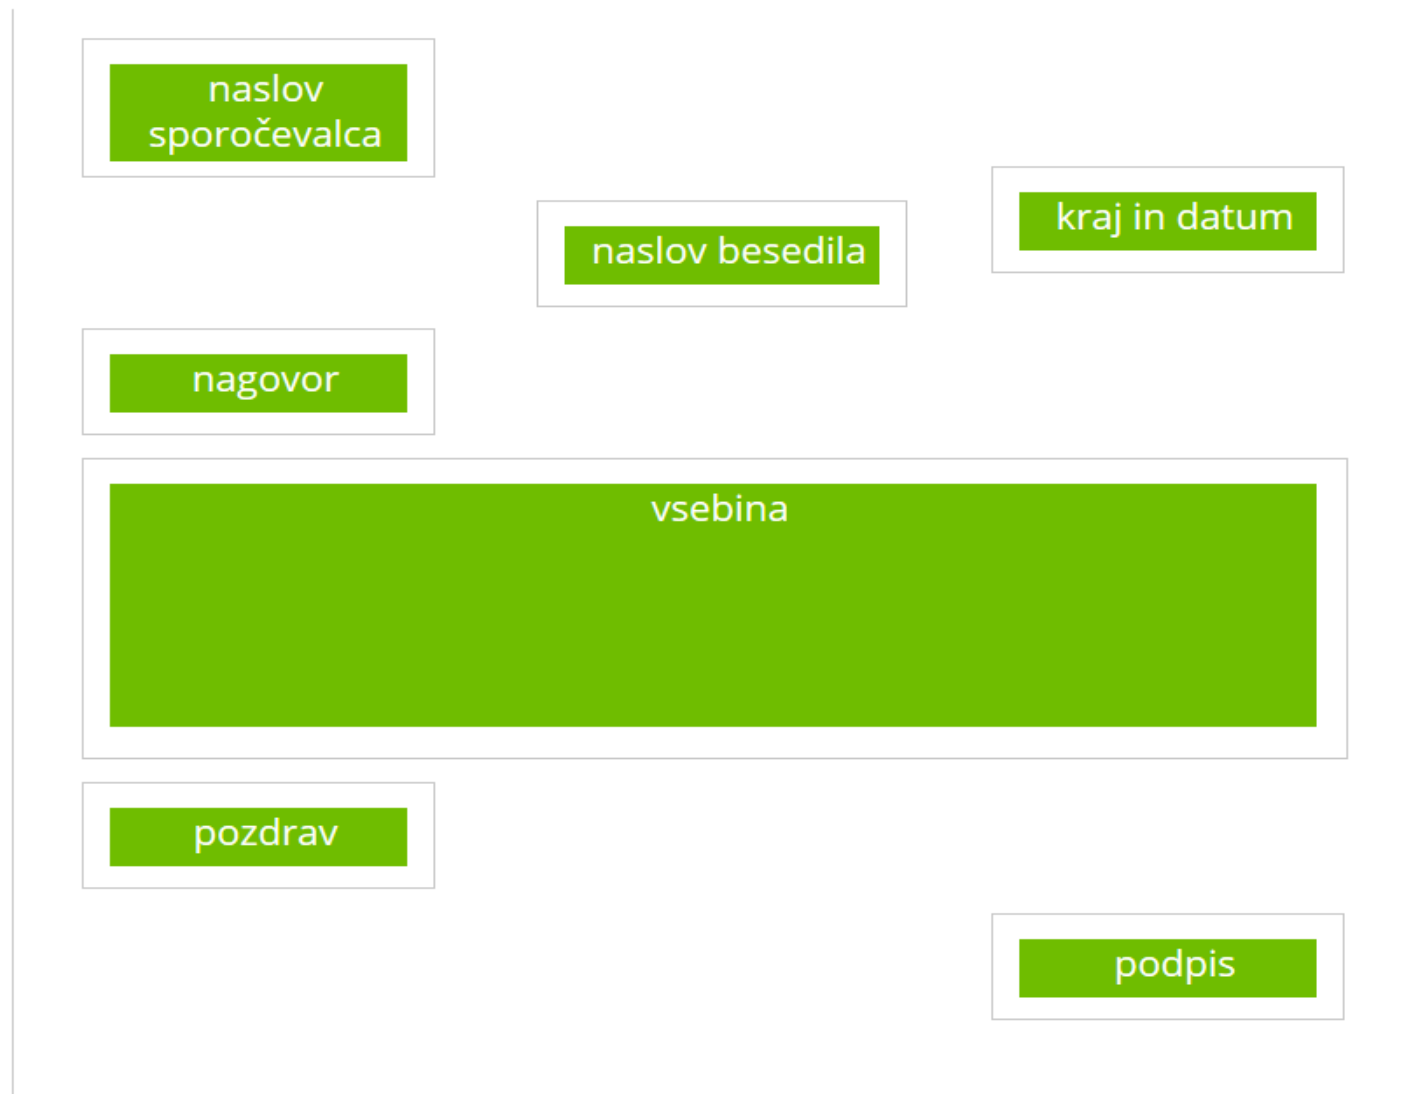 naslov
sporočevalca
kraj in datum
naslov besedila
nagovor
vsebina
pozdrav
podpis